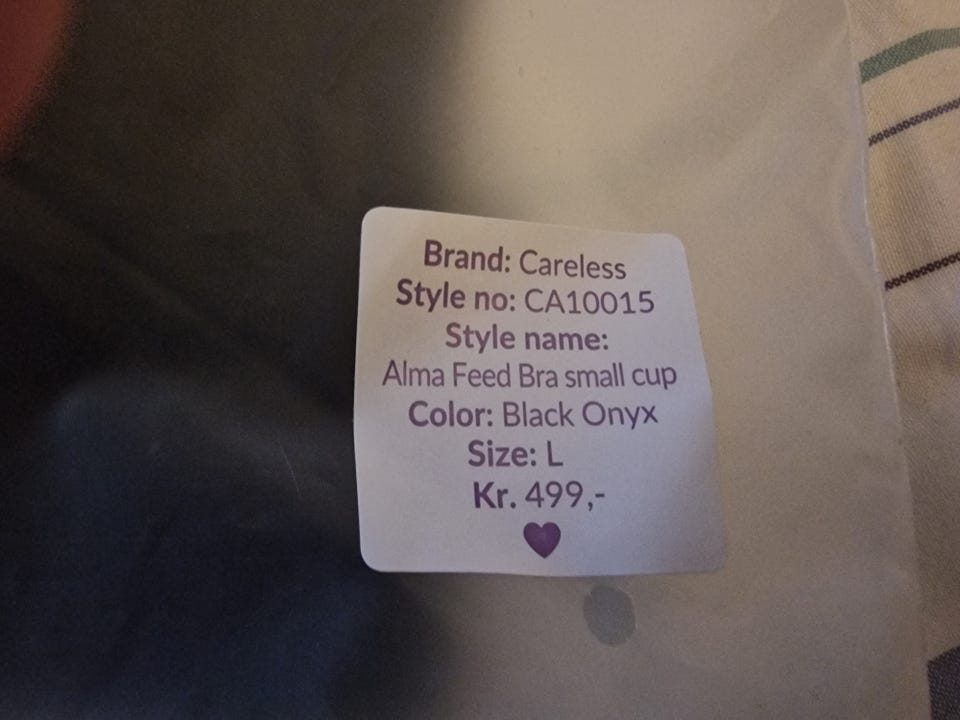 Brand: Careless
Style no: CA10015
Style name:
Alma Feed Bra small cup
Color: Black Onyx
Size: L
Kr. 499,-